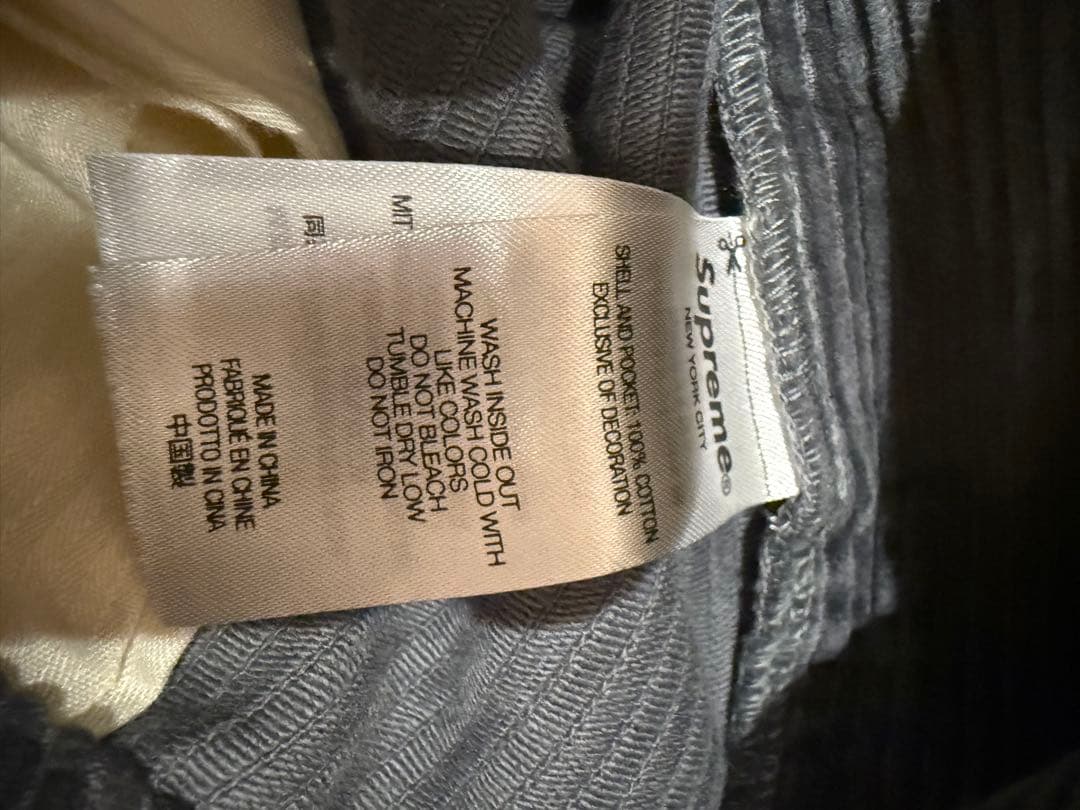 Supreme®
NEW YORK CITY
SHELL AND POCKET: 100% COTTON
EXCLUSIVE OF DECORATION
WASH INSIDE OUT
MACHINE WASH COLD WITH
LIKE COLORS
DO NOT BLEACH
TUMBLE DRY LOW
DO NOT IRON
MADE IN CHINA
FABRIQUÉ EN CHINE
PRODOTTO IN CINA
中国製
MIT
同